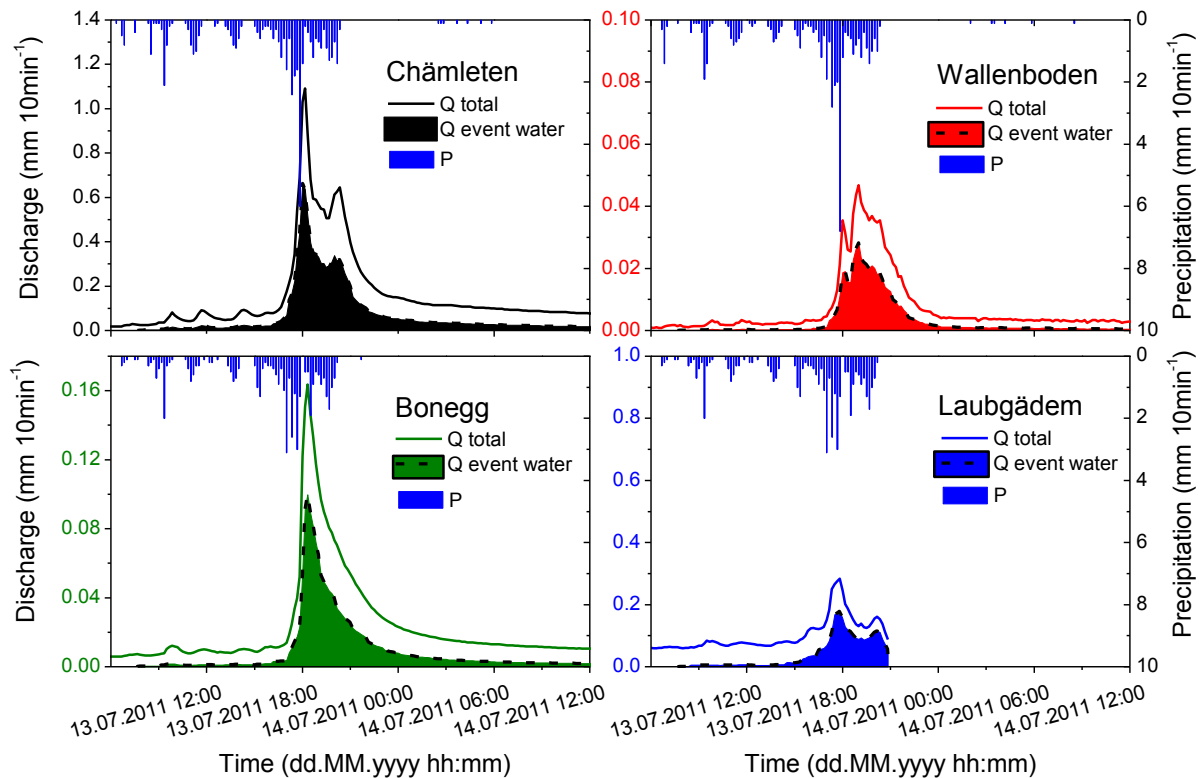 Discharge (mm 10min⁻¹)
1.4
1.2
1.0
0.8
0.6
0.4
0.2
0.0
Chämleten
Q total
Q event water
P
0.10
0.08
0.06
0.04
0.02
0.00
Wallenboden
Q total
Q event water
P
0
2
4
6
8
10
Precipitation (mm 10min⁻¹)
Discharge (mm 10min⁻¹)
0.16
0.12
0.08
0.04
0.00
Bonegg
Q total
Q event water
P
1.0
0.8
0.6
0.4
0.2
0.0
Laubgädem
Q total
Q event water
P
0
2
4
6
8
10
Precipitation (mm 10min⁻¹)
13.07.2011 12:00
13.07.2011 18:00
14.07.2011 00:00
14.07.2011 06:00
14.07.2011 12:00
13.07.2011 12:00
13.07.2011 18:00
14.07.2011 00:00
14.07.2011 06:00
14.07.2011 12:00
Time (dd.MM.yyyy hh:mm)
Time (dd.MM.yyyy hh:mm)